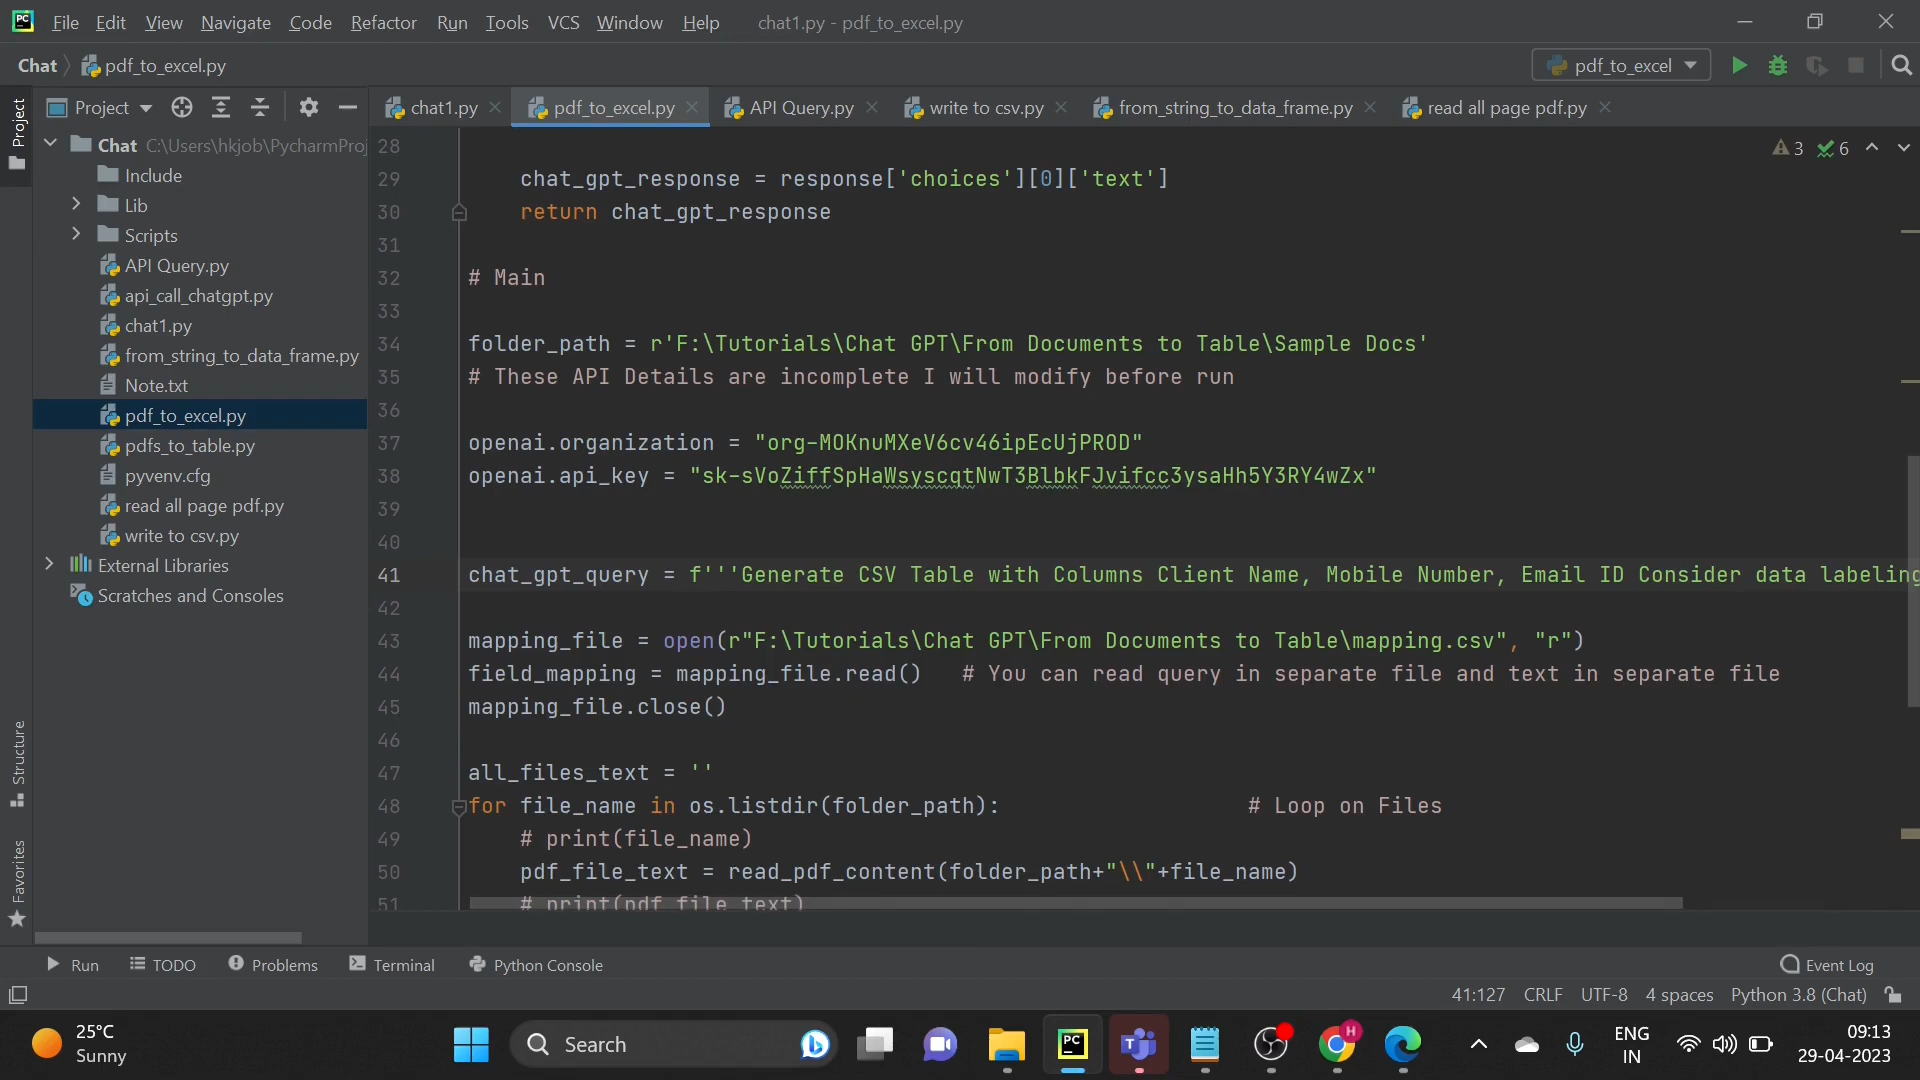 File Edit View Navigate Code Refactor Run Tools VCS Window Help chat1.py - pdf_to_excel.py
Chat pdf_to_excel.py pdf_to_excel
Project chat1.py pdf_to_excel.py API Query.py write to csv.py from_string_to_data_frame.py read all page pdf.py
Project
Chat C:\Users\hkjob\PycharmProj
Include
Lib
Scripts
API Query.py
api_call_chatgpt.py
chat1.py
from_string_to_data_frame.py
Note.txt
pdf_to_excel.py
pdfs_to_table.py
pyvenv.cfg
read all page pdf.py
write to csv.py
External Libraries
Scratches and Consoles
Structure
Favorites
3 6
28
29 chat_gpt_response = response['choices'][0]['text']
30 return chat_gpt_response
31
32 # Main
33
34 folder_path = r'F:\Tutorials\Chat GPT\From Documents to Table\Sample Docs'
35 # These API Details are incomplete I will modify before run
36
37 openai.organization = "org-MOKnuMXeV6cv46ipEcUjPROD"
38 openai.api_key = "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"
39
40
41 chat_gpt_query = f'''Generate CSV Table with Columns Client Name, Mobile Number, Email ID Consider data labeling
42
43 mapping_file = open(r"F:\Tutorials\Chat GPT\From Documents to Table\mapping.csv", "r")
44 field_mapping = mapping_file.read() # You can read query in separate file and text in separate file
45 mapping_file.close()
46
47 all_files_text = ''
48 for file_name in os.listdir(folder_path): # Loop on Files
49 # print(file_name)
50 pdf_file_text = read_pdf_content(folder_path+"\\"+file_name)
51 # print(pdf_file_text)
Run TODO Problems Terminal Python Console Event Log
41:127 CRLF UTF-8 4 spaces Python 3.8 (Chat)
25°C
Sunny
Search
ENG
IN
09:13
29-04-2023